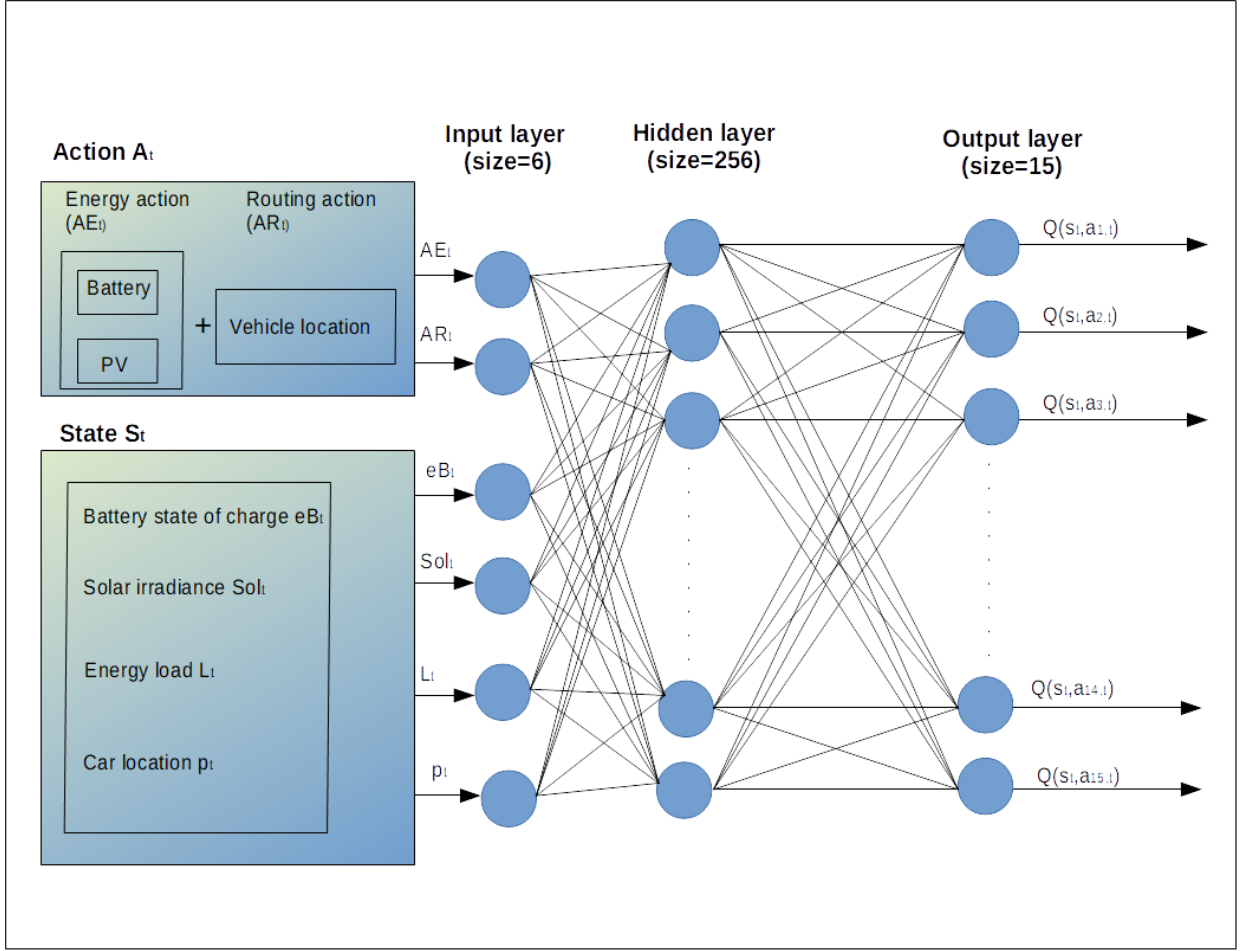 Action At
Energy action
(AEt)
Routing action
(ARt)
Battery
PV
+
Vehicle location
State St
Battery state of charge eBt
Solar irradiance Solt
Energy load Lt
Car location pt
Input layer
(size=6)
AEt
ARt
eBt
Solt
Lt
pt
Hidden layer
(size=256)
Output layer
(size=15)
Q(st,a1,t)
Q(st,a2,t)
Q(st,a3,t)
Q(st,a14,t)
Q(st,a15,t)